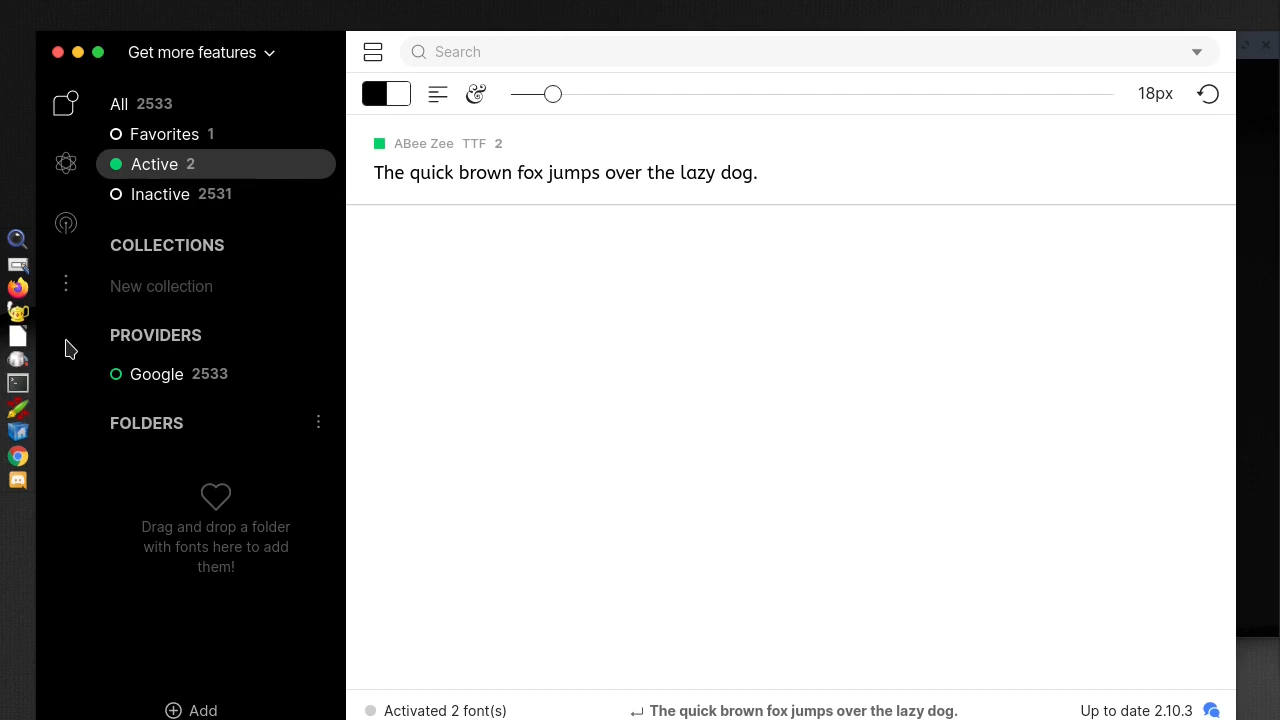 Get more features
Search
18px
All 2533
Favorites 1
Active 2
Inactive 2531
COLLECTIONS
New collection
PROVIDERS
Google 2533
FOLDERS
Drag and drop a folder
with fonts here to add
them!
Add
ABee Zee TTF 2
The quick brown fox jumps over the lazy dog.
Activated 2 font(s)
The quick brown fox jumps over the lazy dog.
Up to date 2.10.3